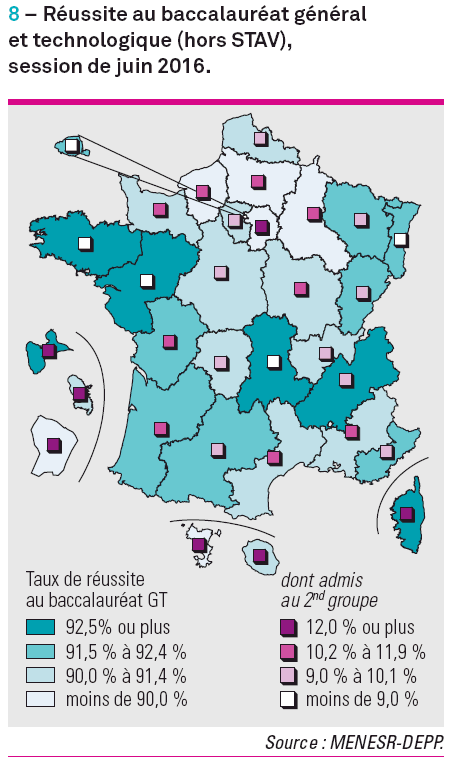 8 – Réussite au baccalauréat général
et technologique (hors STAV),
session de juin 2016.
Taux de réussite
au baccalauréat GT
92,5% ou plus
91,5 % à 92,4 %
90,0 % à 91,4 %
moins de 90,0 %
dont admis
au 2nd groupe
12,0 % ou plus
10,2 % à 11,9 %
9,0 % à 10,1 %
moins de 9,0 %
Source : MENESR-DEPP.